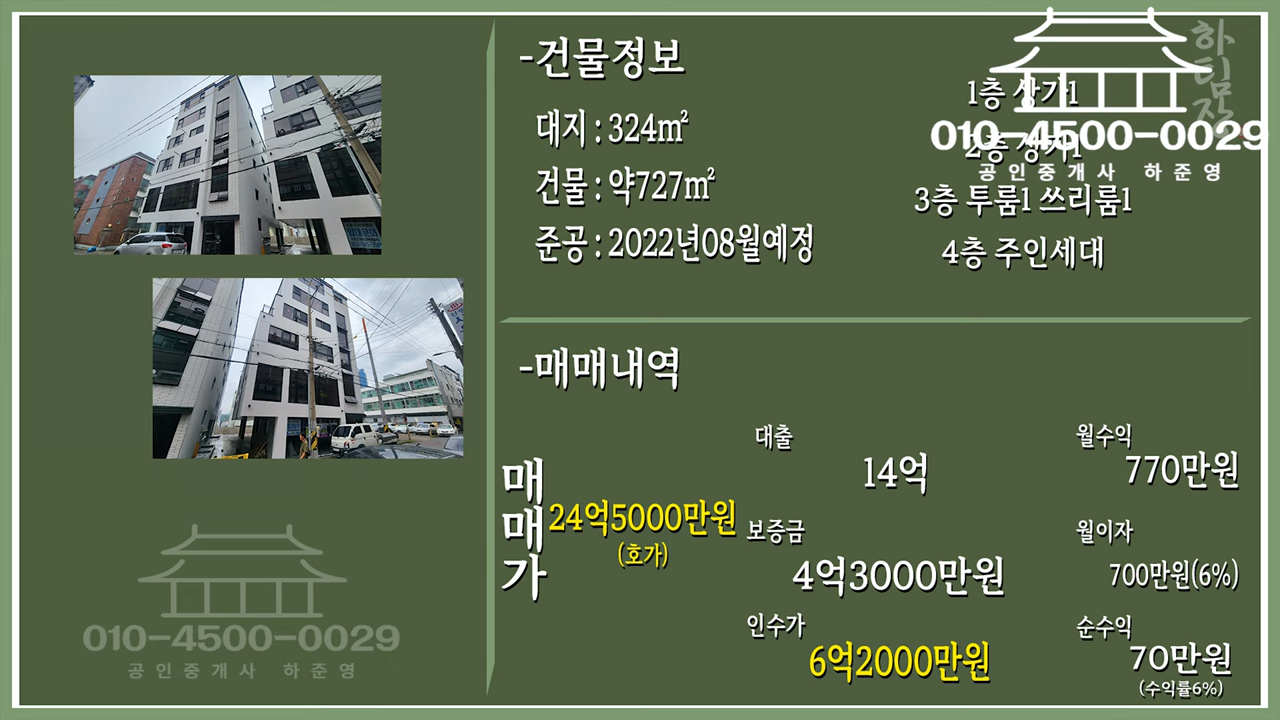 -건물정보
대지 : 324㎡
건물 : 약727㎡
준공 : 2022년08월예정
1층 상가1
2층 상가1
3층 투룸1 쓰리룸1
4층 주인세대
하팀장
010-4500-0029
공인중개사 하준영
-매매내역
매매가
24억5000만원
(호가)
대출
14억
보증금
4억3000만원
인수가
6억2000만원
월수익
770만원
월이자
700만원(6%)
순수익
70만원
(수익률6%)
010-4500-0029
공인중개사 하준영